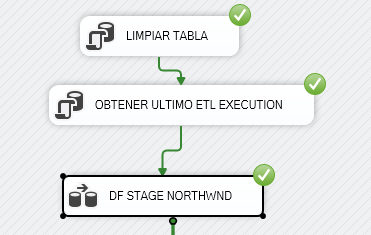 LIMPIAR TABLA
OBTENER ULTIMO ETL EXECUTION
DF STAGE NORTHWND